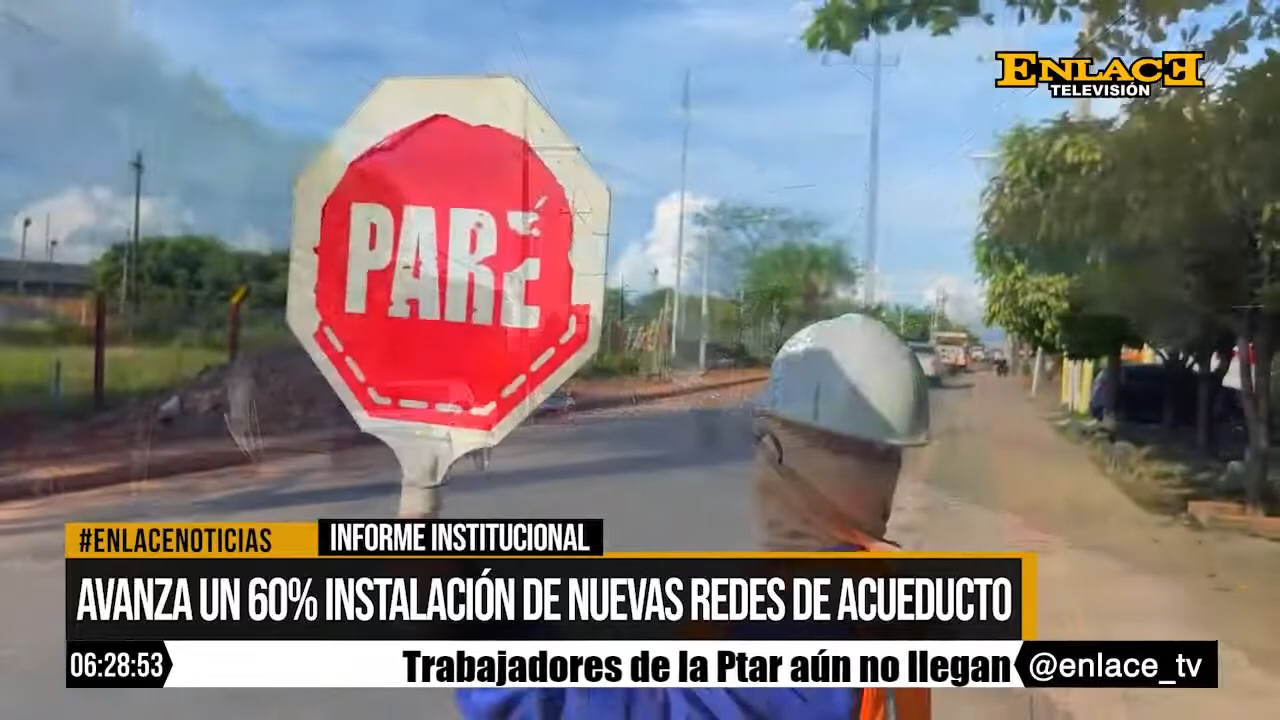 ENLACE
TELEVISIÓN
PARÉ
#ENLACENOTICIAS
INFORME INSTITUCIONAL
AVANZA UN 60% INSTALACIÓN DE NUEVAS REDES DE ACUEDUCTO
06:28:53
Trabajadores de la Ptar aún no llegan
@enlace_tv